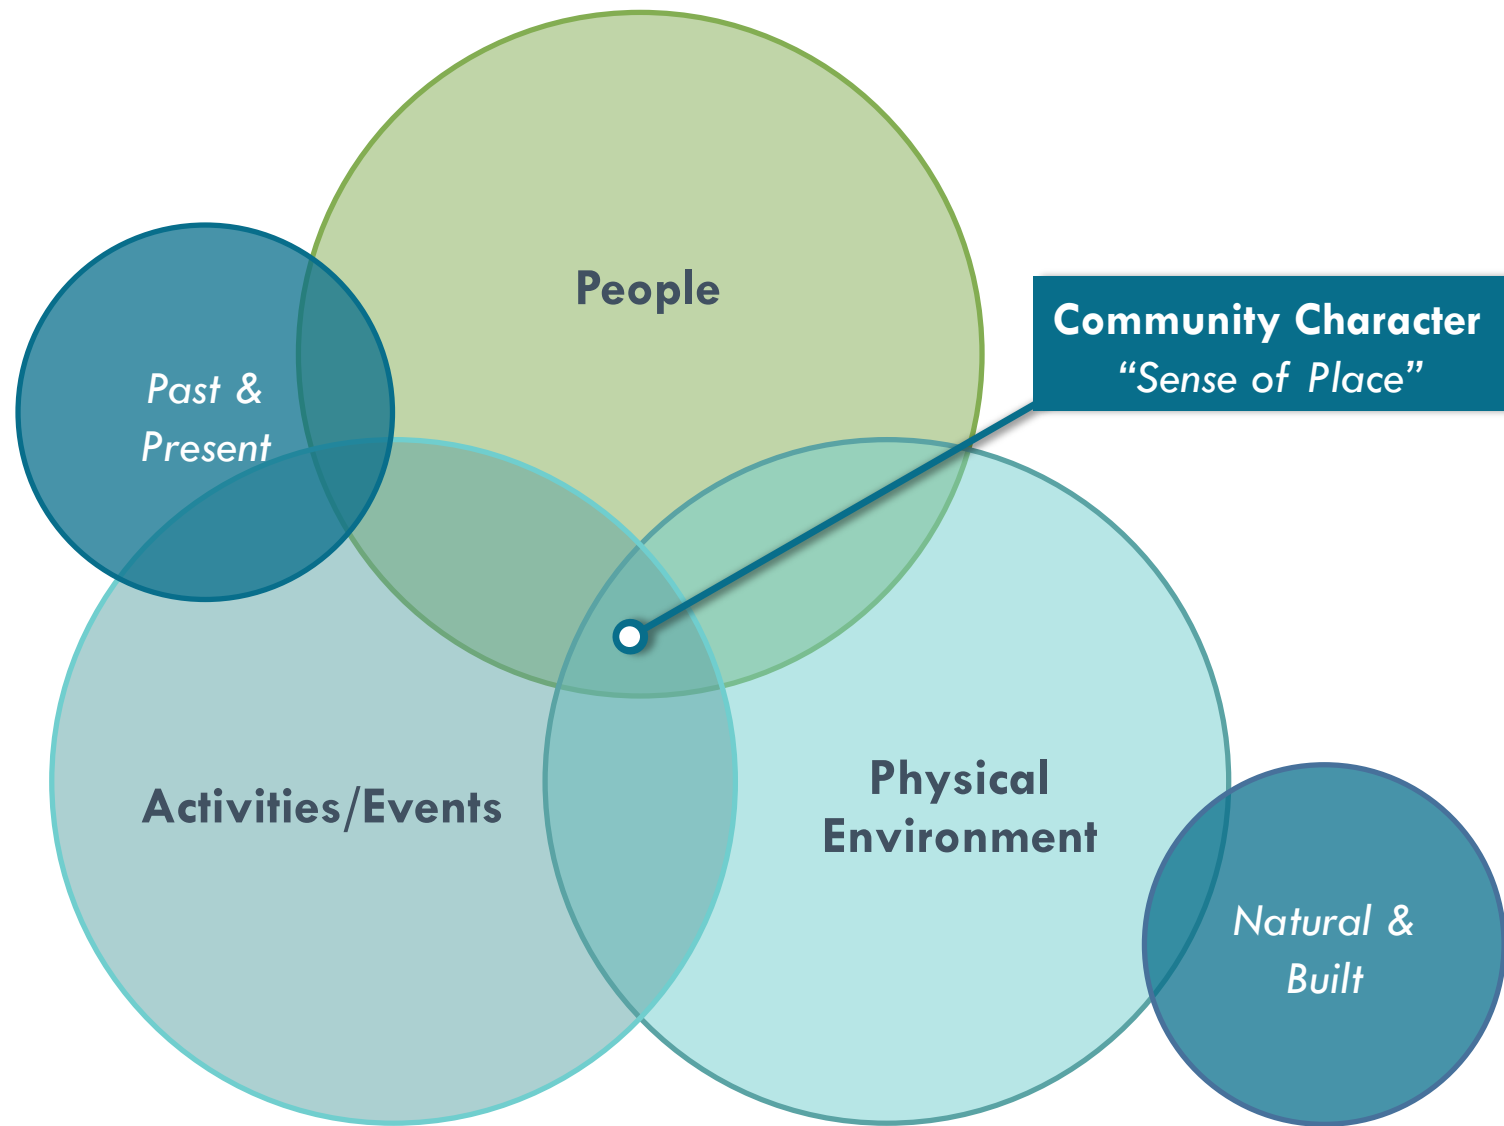 People
Community Character
“Sense of Place”
Past &
Present
Activities/Events
Physical
Environment
Natural &
Built